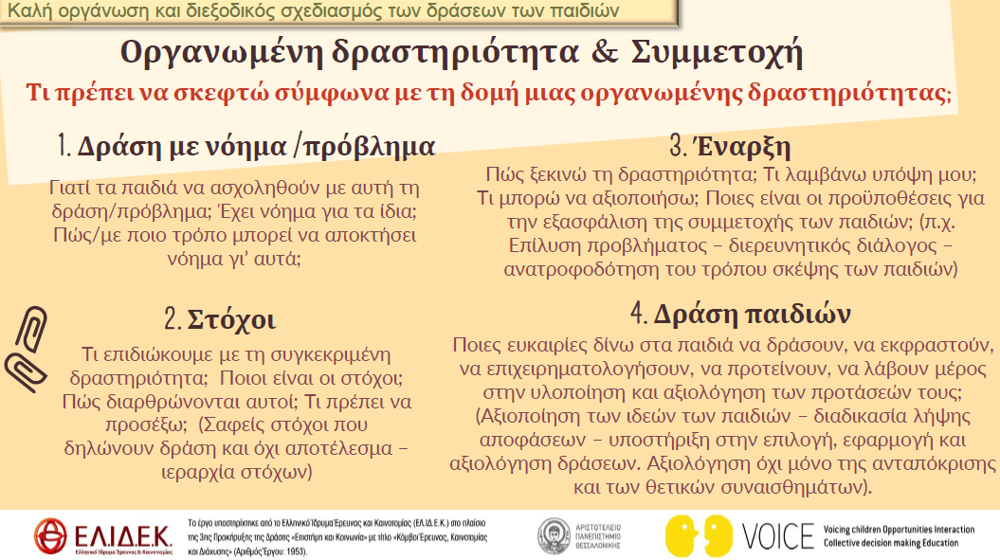 Καλή οργάνωση και διεξοδικός σχεδιασμός των δράσεων των παιδιών
Οργανωμένη δραστηριότητα & Συμμετοχή
Τι πρέπει να σκεφτώ σύμφωνα με τη δομή μιας οργανωμένης δραστηριότητας;
1. Δράση με νόημα /πρόβλημα
Γιατί τα παιδιά να ασχοληθούν με αυτή τη
δράση/πρόβλημα; Έχει νόημα για τα ίδια;
Πώς/με ποιο τρόπο μπορεί να αποκτήσει
νόημα γι' αυτά;
2. Στόχοι
Τι επιδιώκουμε με τη συγκεκριμένη
δραστηριότητα; Ποιοι είναι οι στόχοι;
Πώς διαρθρώνονται αυτοί; Τι πρέπει να
προσέξω; (Σαφείς στόχοι που
δηλώνουν δράση και όχι αποτέλεσμα –
ιεραρχία στόχων)
3. Έναρξη
Πώς ξεκινώ τη δραστηριότητα; Τι λαμβάνω υπόψη μου;
Τι μπορώ να αξιοποιήσω; Ποιες είναι οι προϋποθέσεις για
την εξασφάλιση της συμμετοχής των παιδιών; (π.χ.
Επίλυση προβλήματος – διερευνητικός διάλογος –
ανατροφοδότηση του τρόπου σκέψης των παιδιών)
4. Δράση παιδιών
Ποιες ευκαιρίες δίνω στα παιδιά να δράσουν, να εκφραστούν,
να επιχειρηματολογήσουν, να προτείνουν, να λάβουν μέρος
στην υλοποίηση και αξιολόγηση των προτάσεών τους;
(Αξιοποίηση των ιδεών των παιδιών – διαδικασία λήψης
αποφάσεων – υποστήριξη στην επιλογή, εφαρμογή και
αξιολόγηση δράσεων. Αξιολόγηση όχι μόνο της ανταπόκρισης
και των θετικών συναισθημάτων).
ΕΛ.ΙΔ.Ε.Κ.
Ελληνικό Ίδρυμα Έρευνας & Καινοτομίας
Το έργο υποστηρίχτηκε από το Ελληνικό Ίδρυμα Έρευνας και Καινοτομίας (ΕΛ.ΙΔ.Ε.Κ.) στο πλαίσιο
της 3ης Προκήρυξης της Δράσης «Επιστήμη και Κοινωνία» με τίτλο «Κόμβοι Έρευνας, Καινοτομίας
και Διάχυσης» (Αριθμός Έργου: 1953).
ΑΡΙΣΤΟΤΕΛΕΙΟ
ΠΑΝΕΠΙΣΤΗΜΙΟ
ΘΕΣΣΑΛΟΝΙΚΗΣ
VOICE
Voicing children Opportunities Interaction
Collective decision making Education